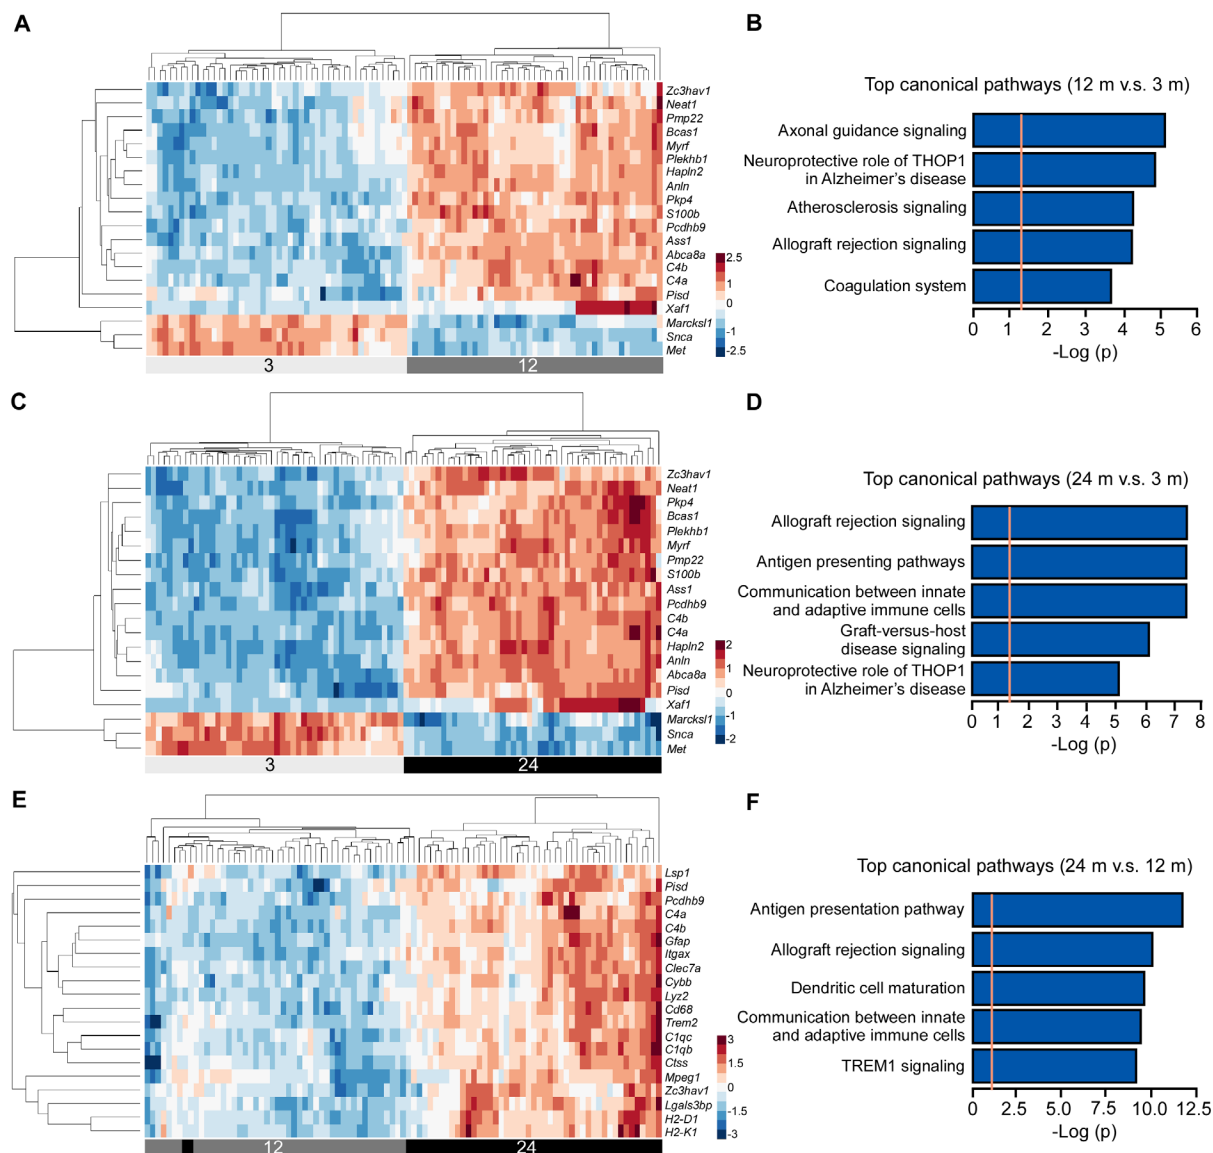 A
Zc3hav1
Neat1
Pmp22
Bcas1
Myrf
Plekhb1
Hapln2
Anln
Pkp4
S100b
Pcdhb9
Ass1
Abca8a
C4b
C4a
Pisd
Xaf1
Marcksl1
Snca
Met
2.5
1
0
-1
-2.5
3
12
B
Top canonical pathways (12 m v.s. 3 m)
Axonal guidance signaling
Neuroprotective role of THOP1
in Alzheimer's disease
Atherosclerosis signaling
Allograft rejection signaling
Coagulation system
0 1 2 3 4 5 6
-Log (p)
C
Zc3hav1
Neat1
Pkp4
Bcas1
Plekhb1
Myrf
Pmp22
S100b
Ass1
Pcdhb9
C4b
C4a
Hapln2
Anln
Abca8a
Pisd
Xaf1
Marcksl1
Snca
Met
2
1
0
-1
-2
3
24
D
Top canonical pathways (24 m v.s. 3 m)
Allograft rejection signaling
Antigen presenting pathways
Communication between innate
and adaptive immune cells
Graft-versus-host
disease signaling
Neuroprotective role of THOP1
in Alzheimer's disease
0 1 2 3 4 5 6 7 8
-Log (p)
E
Lsp1
Pisd
Pcdhb9
C4a
C4b
Gfap
Itgax
Clec7a
Cybb
Lyz2
Cd68
Trem2
C1qc
C1qb
Ctss
Mpeg1
Zc3hav1
Lgals3bp
H2-D1
H2-K1
3
1.5
0
-1.5
-3
12
24
F
Top canonical pathways (24 m v.s. 12 m)
Antigen presentation pathway
Allograft rejection signaling
Dendritic cell maturation
Communication between innate
and adaptive immune cells
TREM1 signaling
0 2.5 5.0 7.5 10.0 12.5
-Log (p)